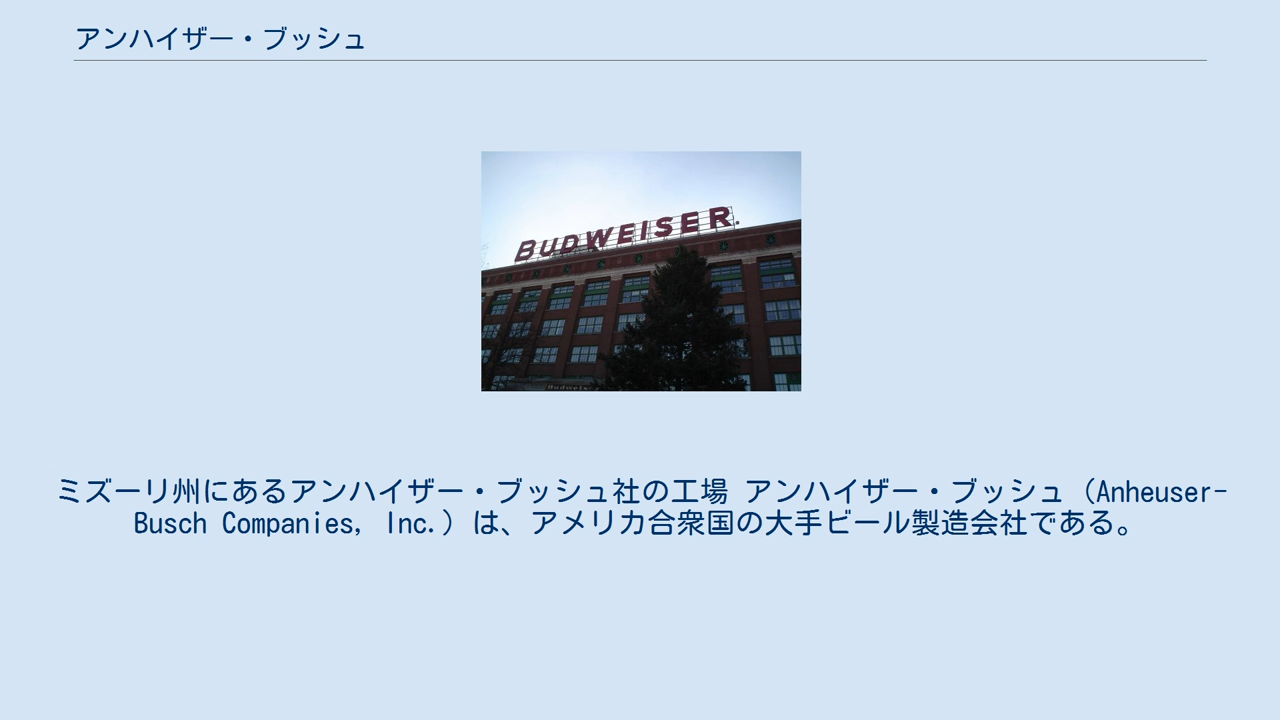 アンハイザー・ブッシュ
BUDWEISER.
Budweiser
ミズーリ州にあるアンハイザー・ブッシュ社の工場 アンハイザー・ブッシュ（Anheuser-
Busch Companies, Inc.）は、アメリカ合衆国の大手ビール製造会社である。